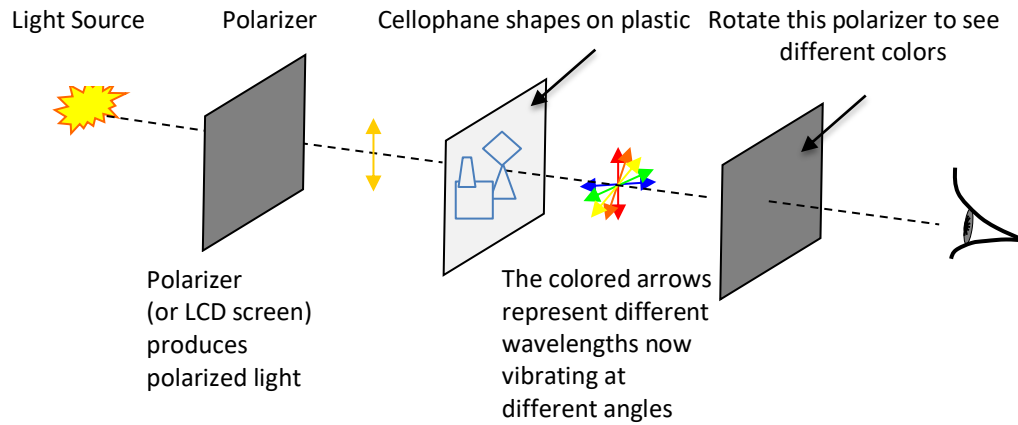 Light Source
Polarizer
Cellophane shapes on plastic
Rotate this polarizer to see
different colors
Polarizer
(or LCD screen)
produces
polarized light
The colored arrows
represent different
wavelengths now
vibrating at
different angles